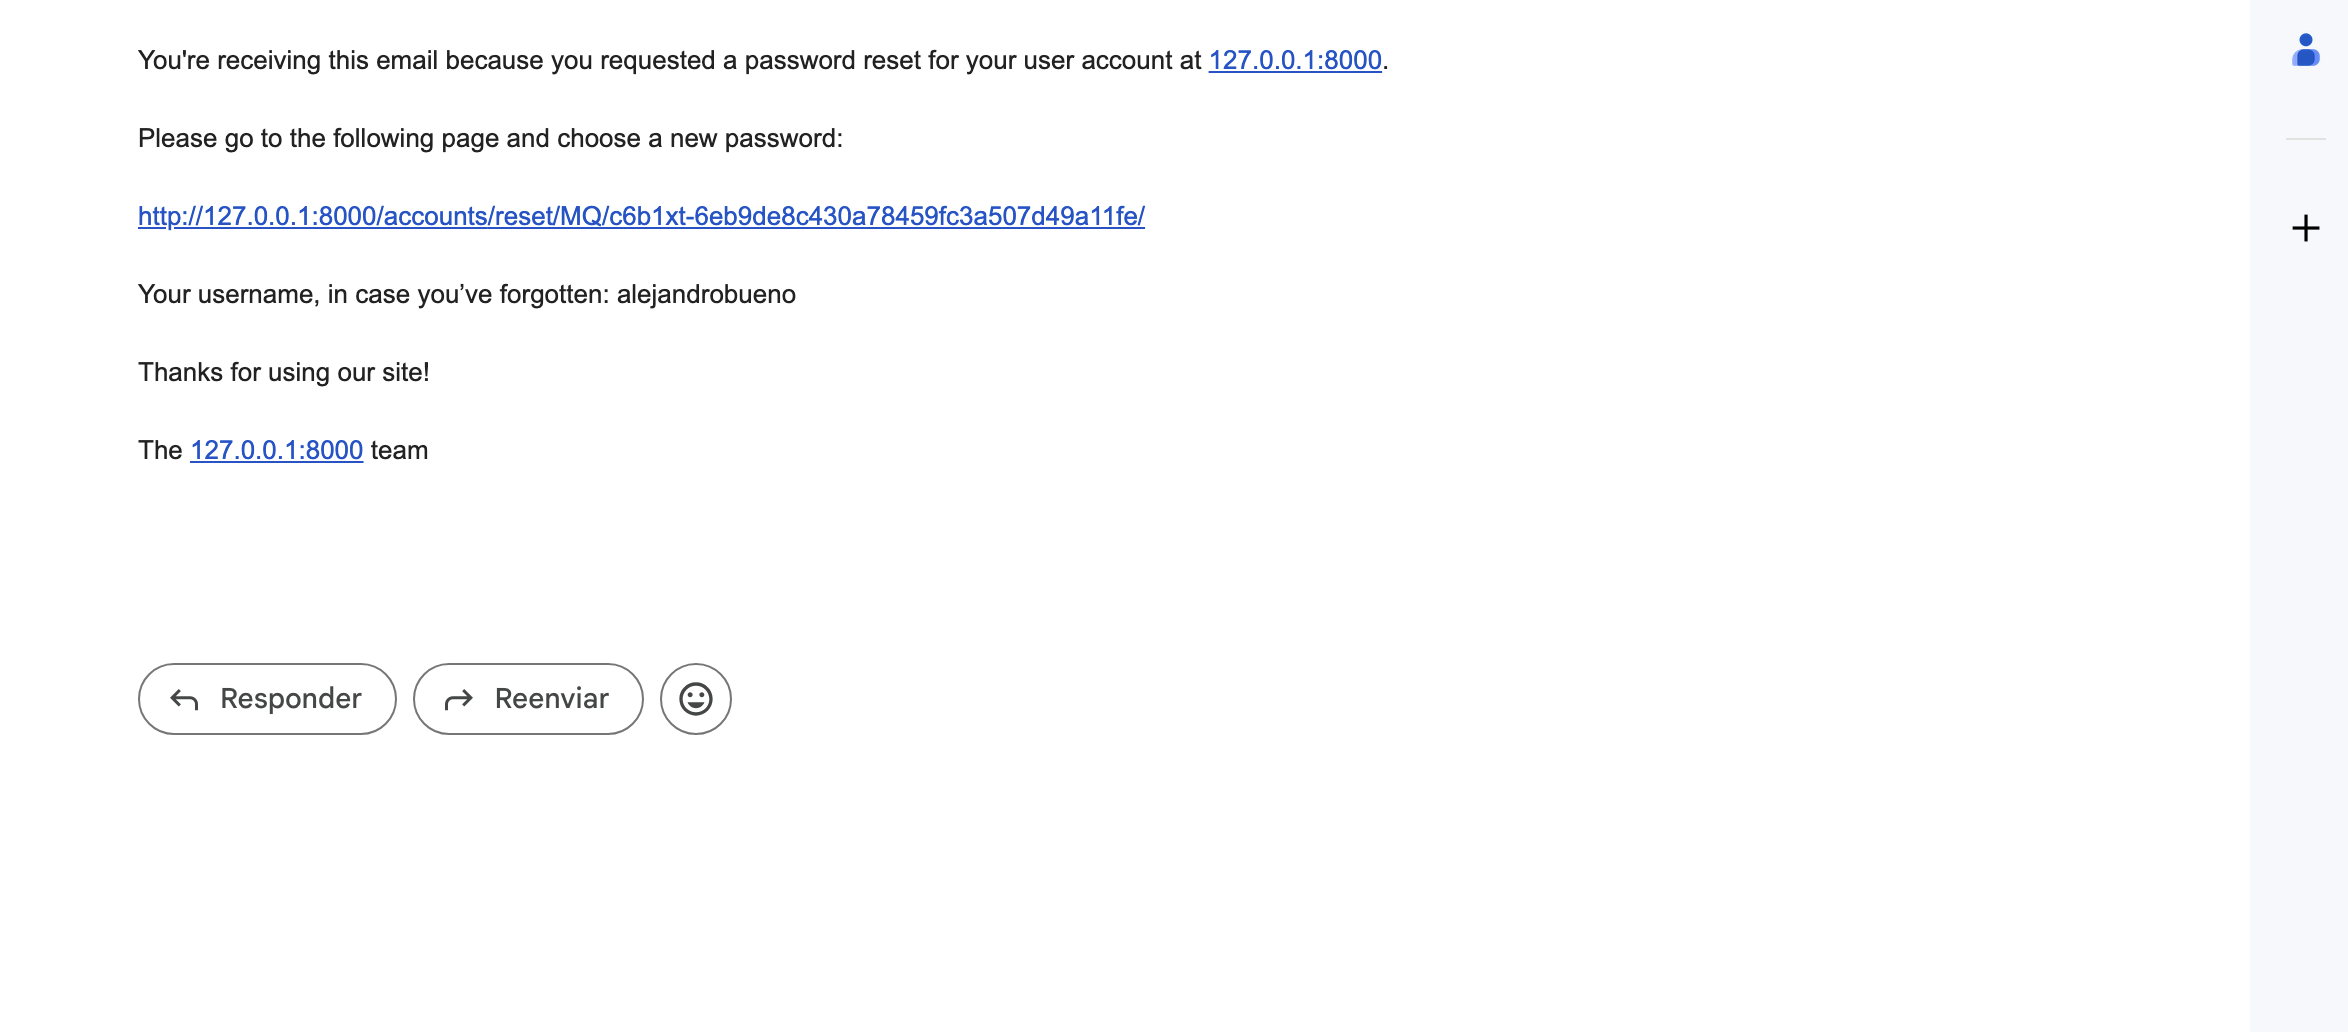 You're receiving this email because you requested a password reset for your user account at 127.0.0.1:8000.
Please go to the following page and choose a new password:
http://127.0.0.1:8000/accounts/reset/MQ/c6b1xt-6eb9de8c430a78459fc3a507d49a11fe/
Your username, in case you’ve forgotten: alejandrobueno
Thanks for using our site!
The 127.0.0.1:8000 team
Responder
Reenviar